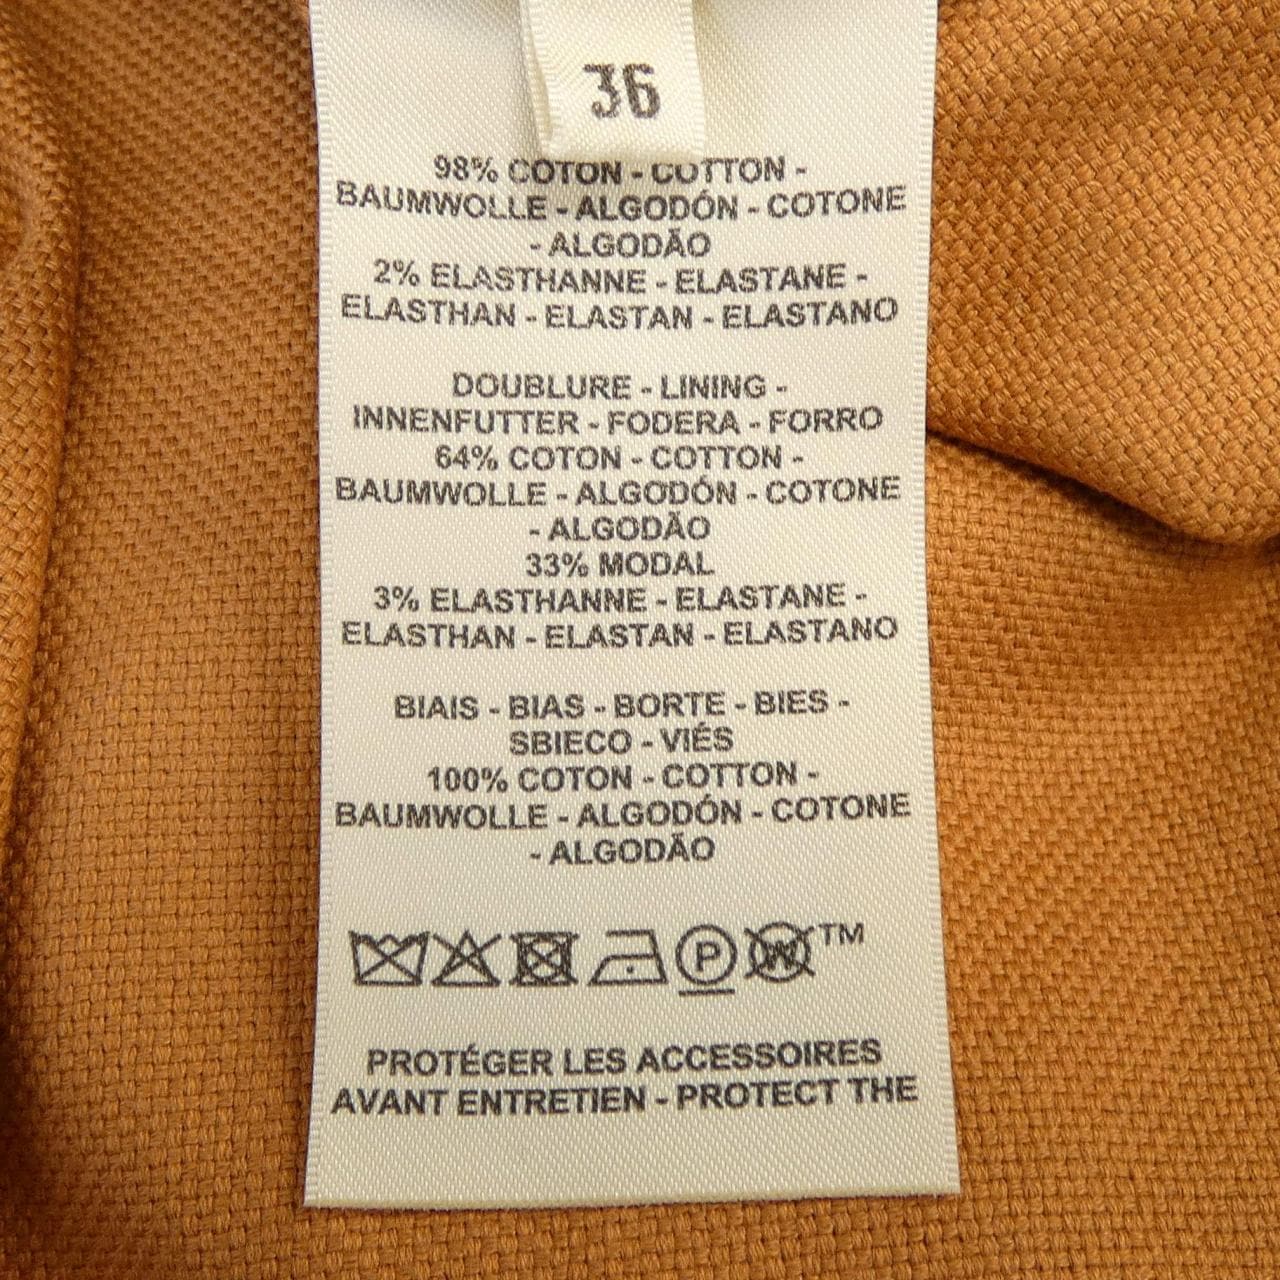 36
98% COTON - COTTON -
BAUMWOLLE - ALGODÓN - COTONE
- ALGODÃO
2% ELASTHANNE - ELASTANE -
ELASTHAN - ELASTAN - ELASTANO
DOUBLURE - LINING -
INNENFUTTER - FODERA - FORRO
64% COTON - COTTON -
BAUMWOLLE - ALGODÓN - COTONE
- ALGODÃO
33% MODAL
3% ELASTHANNE - ELASTANE -
ELASTHAN - ELASTAN - ELASTANO
BIAIS - BIAS - BORTE - BIES -
SBIECO - VIÉS
100% COTON - COTTON -
BAUMWOLLE - ALGODÓN - COTONE
- ALGODÃO
P W TM
PROTÉGER LES ACCESSOIRES
AVANT ENTRETIEN - PROTECT THE